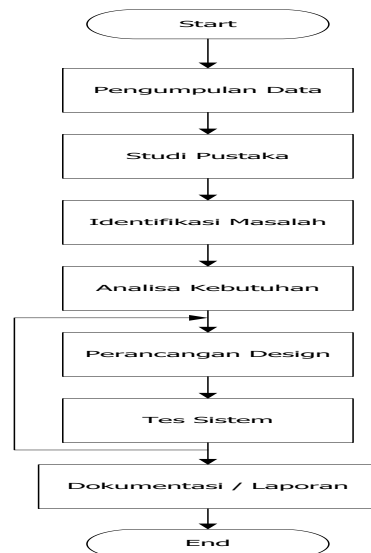 Start
Pengumpulan Data
Studi Pustaka
Identifikasi Masalah
Analisa Kebutuhan
Perancangan Design
Tes Sistem
Dokumentasi / Laporan
End